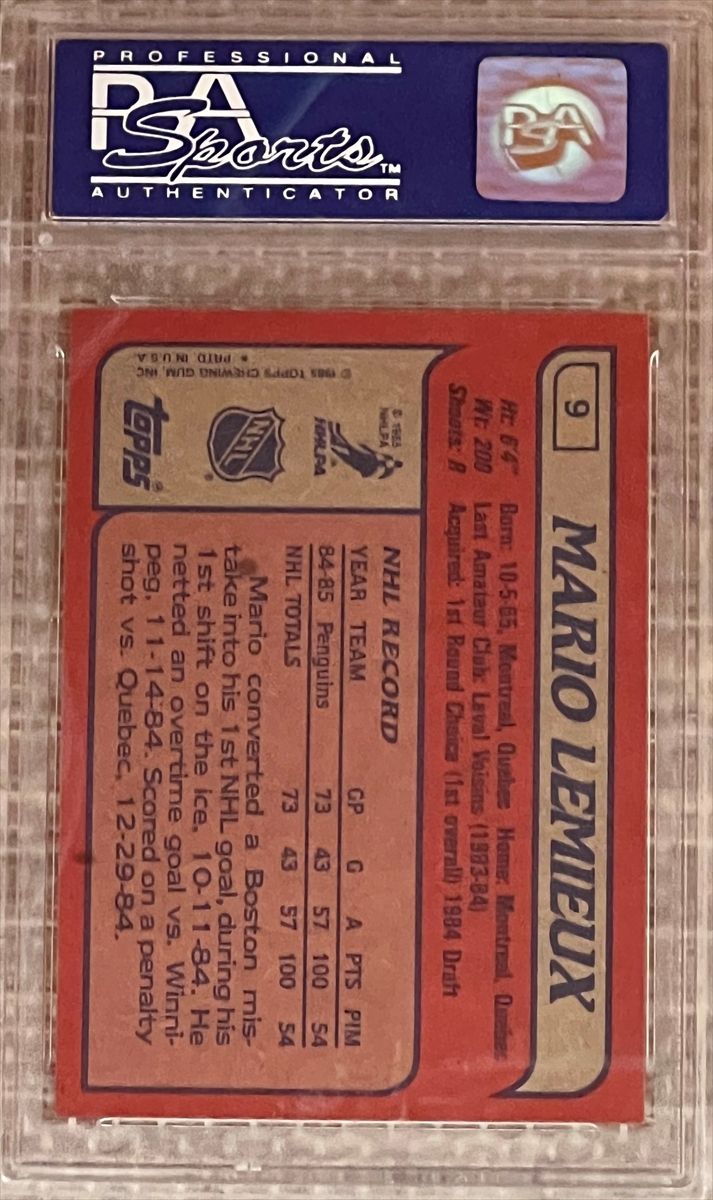 PROFESSIONAL
PSA
Sports™
AUTHENTICATOR
PSA
9
MARIO LEMIEUX
Ht: 6'4" Born: 10-5-65, Montreal, Quebec Home: Montreal, Quebec
Wt: 200 Last Amateur Club: Laval Voisins (1983-84)
Shoots: R Acquired: 1st Round Choice (1st overall) 1984 Draft
© 1985
NHLPA
NHLPA
NHL
®
topps®
© 1985 TOPPS CHEWING GUM, INC.
* PRTD. IN U.S.A.
NHL RECORD
YEAR TEAM GP G A PTS PIM
84-85 Penguins 73 43 57 100 54
NHL TOTALS 73 43 57 100 54
Mario converted a Boston mis-
take into his 1st NHL goal, during his
1st shift on the ice, 10-11-84. He
netted an overtime goal vs. Winni-
peg, 11-14-84. Scored on a penalty
shot vs. Quebec, 12-29-84.